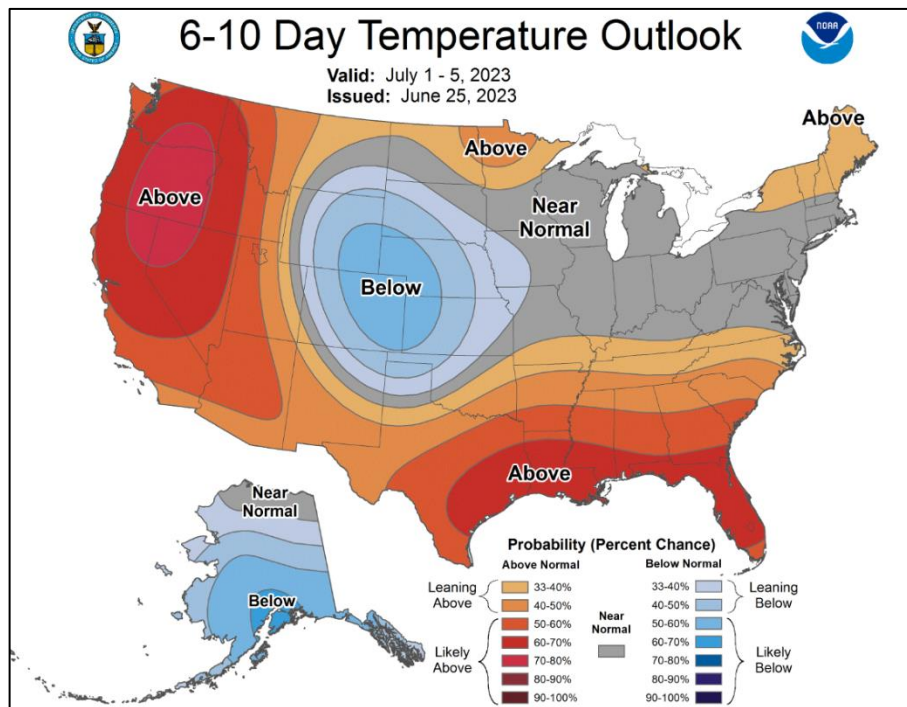 6-10 Day Temperature Outlook
NOAA
Valid: July 1 - 5, 2023
Issued: June 25, 2023
Above
Above
Above
Near
Normal
Below
Above
Near
Normal
Below
Probability (Percent Chance)
Above Normal
Below Normal
Leaning
Above
33-40%
40-50%
Likely
Above
50-60%
60-70%
70-80%
80-90%
90-100%
Near
Normal
33-40%
40-50%
Leaning
Below
50-60%
60-70%
70-80%
80-90%
90-100%
Likely
Below